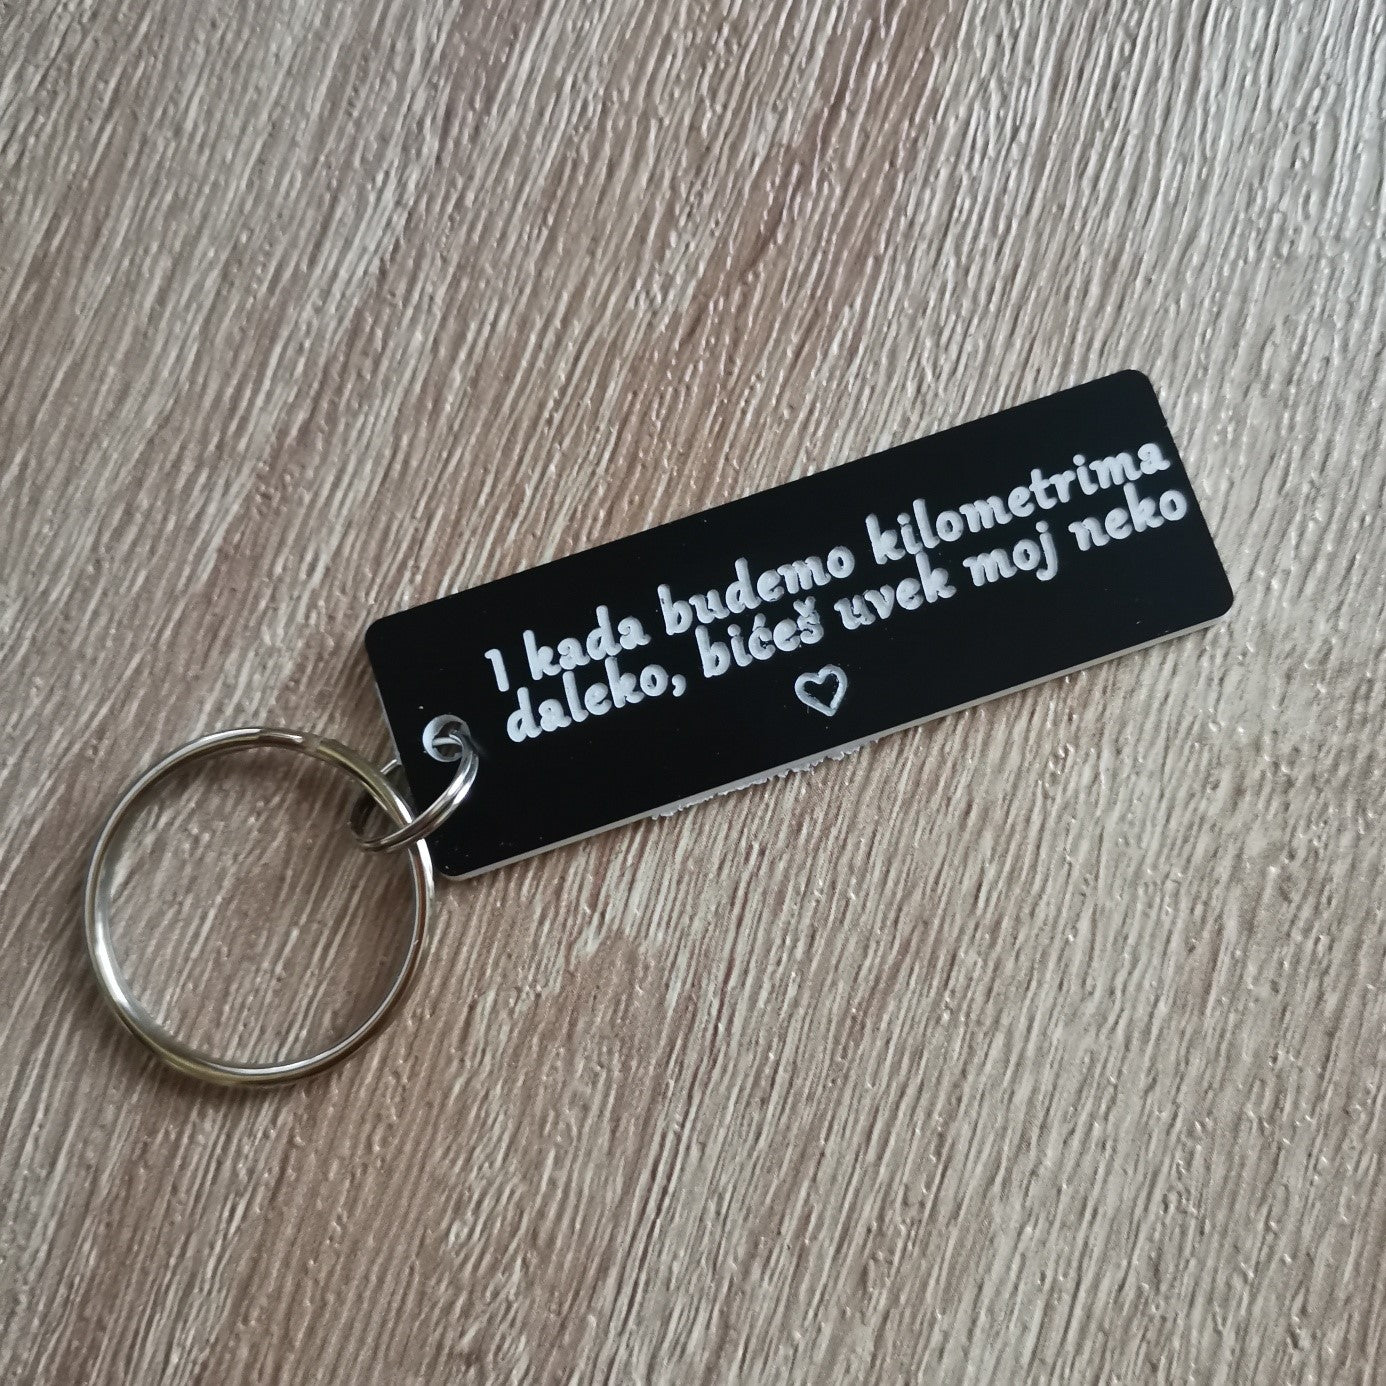 I kada budemo kilometrima
daleko, bićeš uvek moj neko